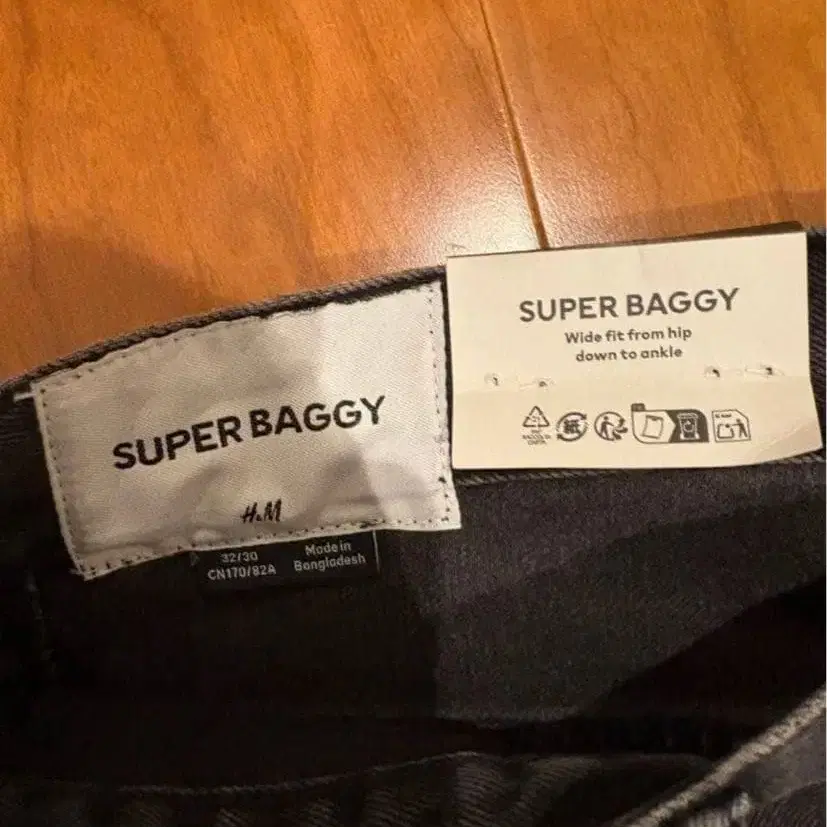 SUPER BAGGY
H&M
32/30
CN170/82A
Made in
Bangladesh
SUPER BAGGY
Wide fit from hip
down to ankle